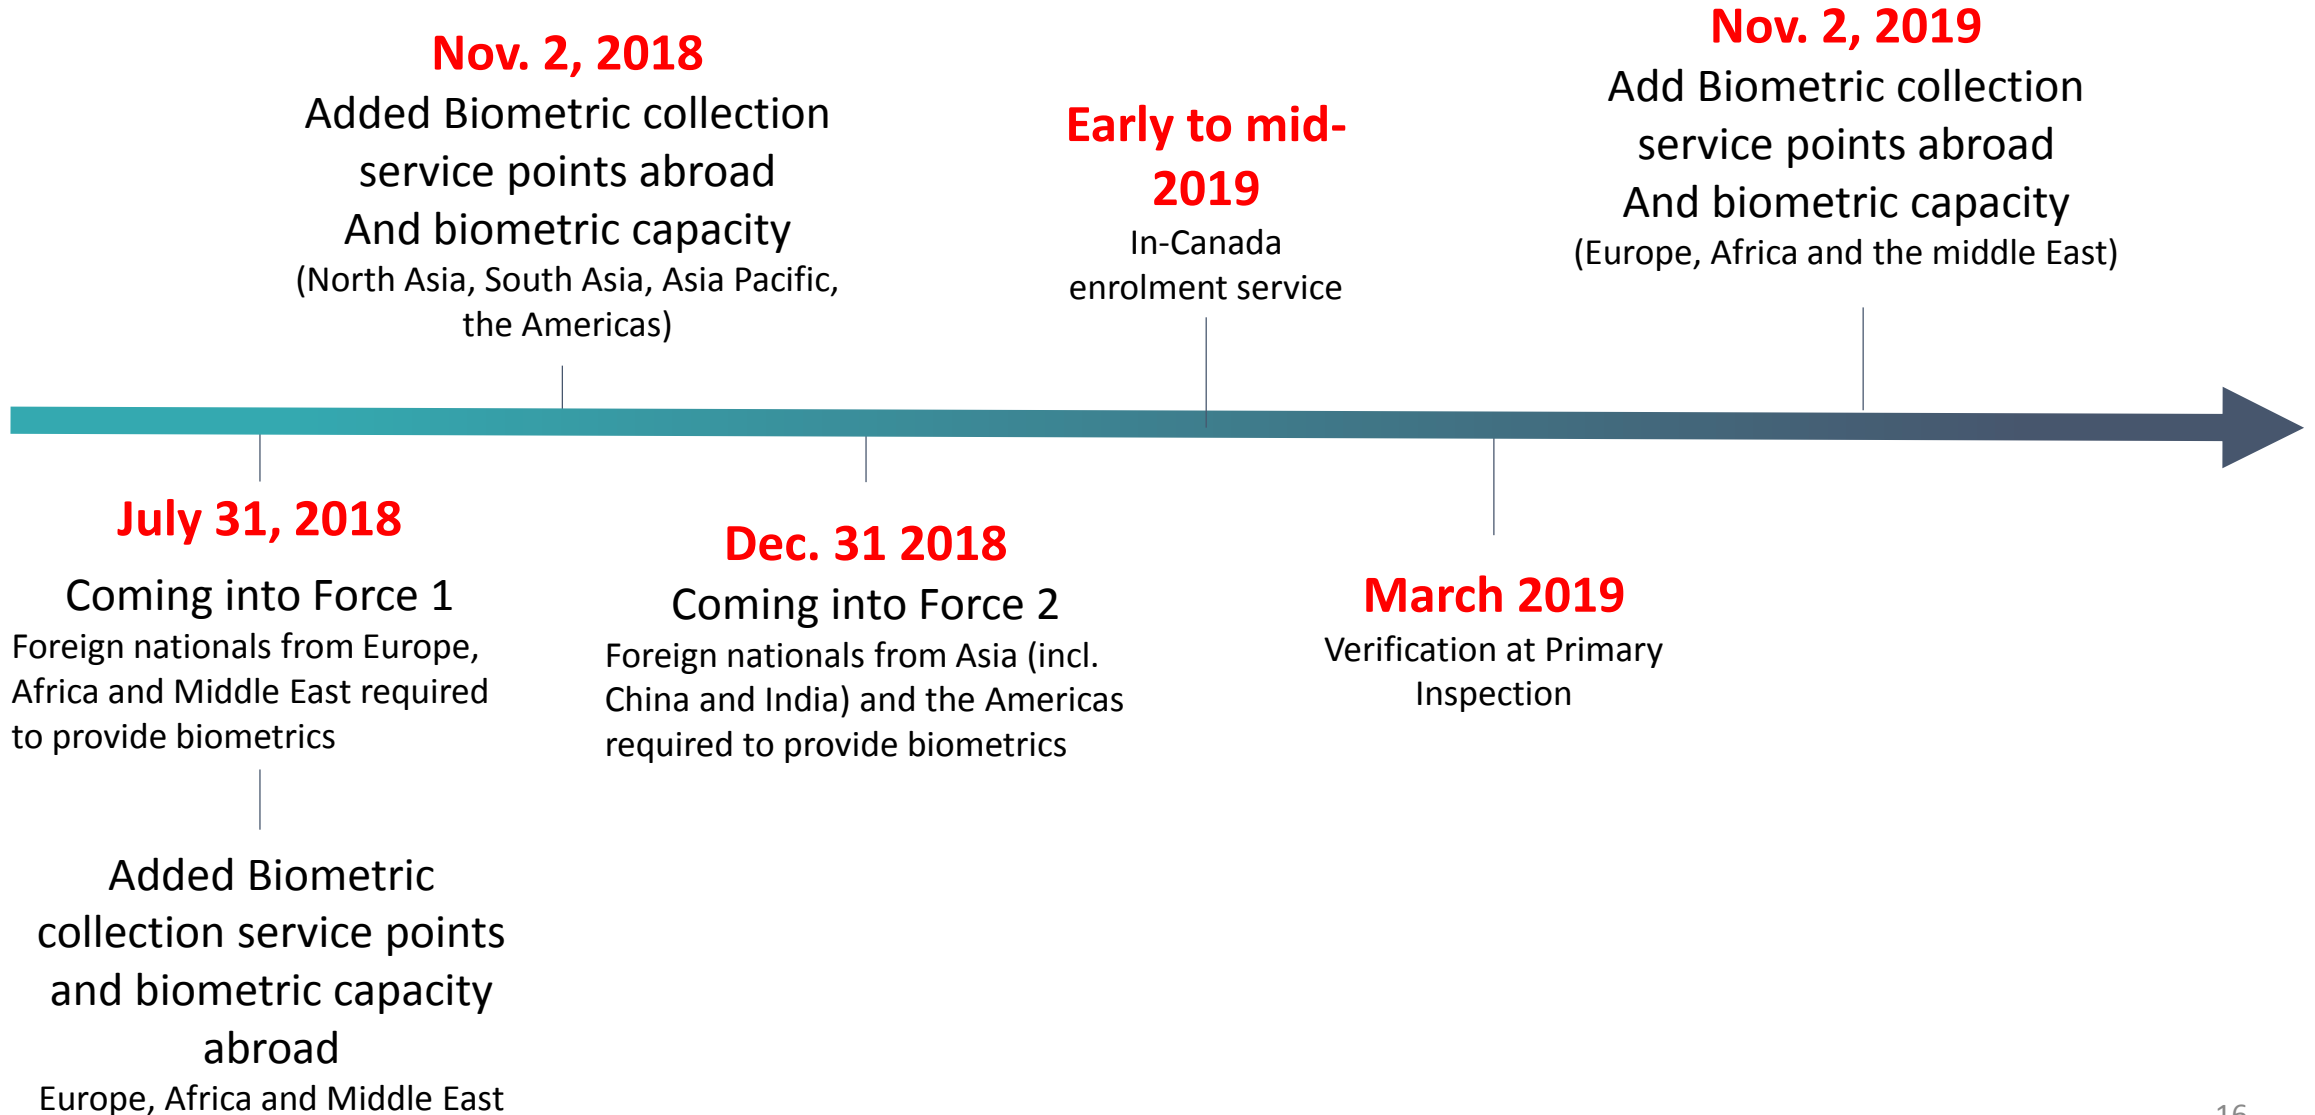 Nov. 2, 2018
Added Biometric collection
service points abroad
And biometric capacity
(North Asia, South Asia, Asia Pacific,
the Americas)
Early to mid-
2019
In-Canada
enrolment service
Nov. 2, 2019
Add Biometric collection
service points abroad
And biometric capacity
(Europe, Africa and the middle East)
July 31, 2018
Coming into Force 1
Foreign nationals from Europe,
Africa and Middle East required
to provide biometrics
Added Biometric
collection service points
and biometric capacity
abroad
Europe, Africa and Middle East
Dec. 31 2018
Coming into Force 2
Foreign nationals from Asia (incl.
China and India) and the Americas
required to provide biometrics
March 2019
Verification at Primary
Inspection
16